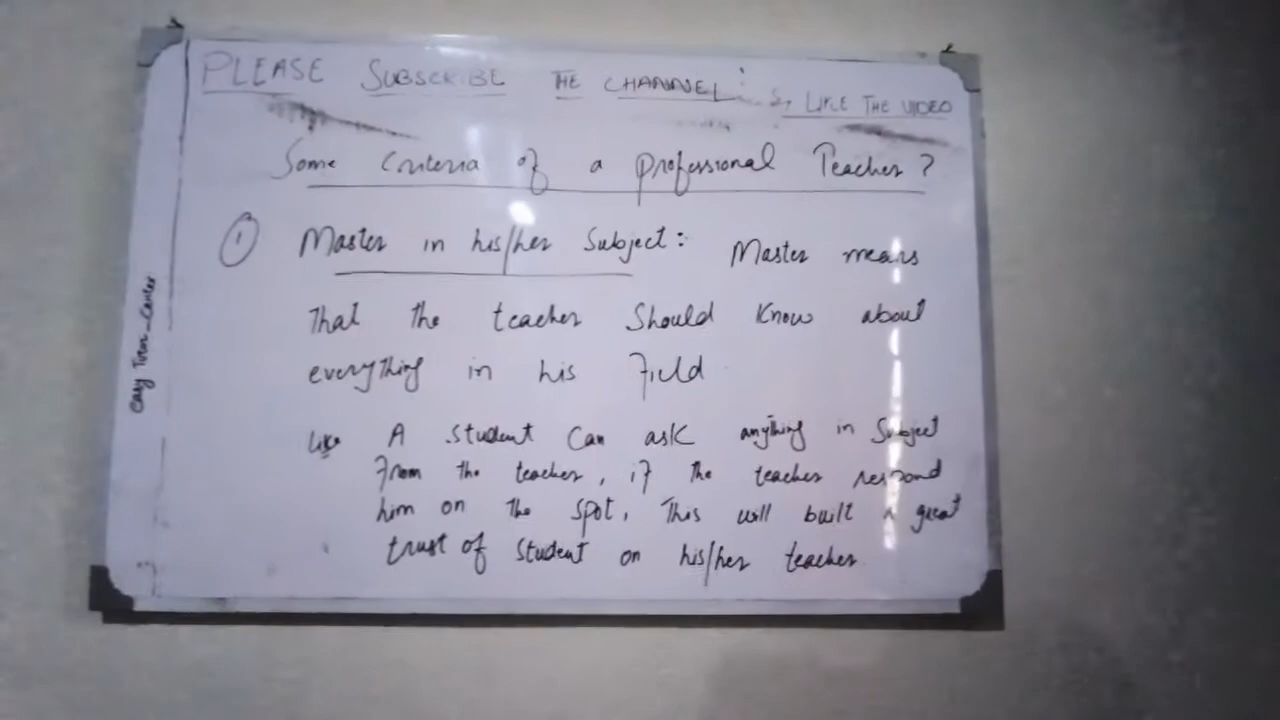 PLEASE SUBSCRIBE THE CHANNEL: & LIKE THE VIDEO
Some Criteria of a professional Teacher?
① Master in his/her Subject: Master means
That the teacher Should Know about
everything in his Field
like A student Can ask anything in Subject
From the teacher, if the teacher respond
him on the spot, This will built a great
trust of Student on his/her teacher
Easy Center